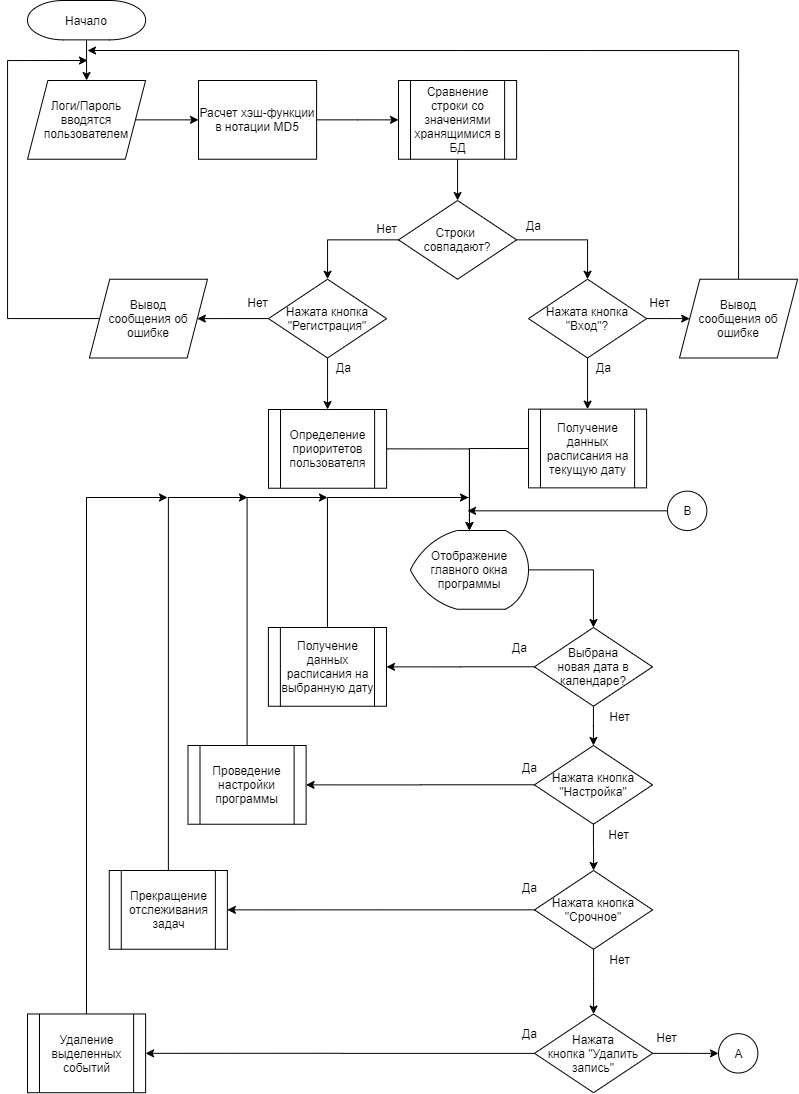 Начало
Логи/Пароль
вводятся
пользователем
Расчет хэш-функции
в нотации MD5
Сравнение
строки со
значениями
хранящимися в
БД
Строки
совпадают?
Нет
Да
Вывод
сообщения об
ошибке
Нет
Нажата кнопка
"Регистрация"
Нажата кнопка
"Вход"?
Нет
Вывод
сообщения об
ошибке
Да
Да
Определение
приоритетов
пользователя
Получение
данных
расписания на
текущую дату
B
Отображение
главного окна
программы
Получение
данных
расписания на
выбранную дату
Да
Выбрана
новая дата в
календаре?
Нет
Проведение
настройки
программы
Да
Нажата кнопка
"Настройка"
Нет
Прекращение
отслеживания
задач
Да
Нажата кнопка
"Срочное"
Нет
Удаление
выделенных
событий
Да
Нажата
кнопка "Удалить
запись"
Нет
A